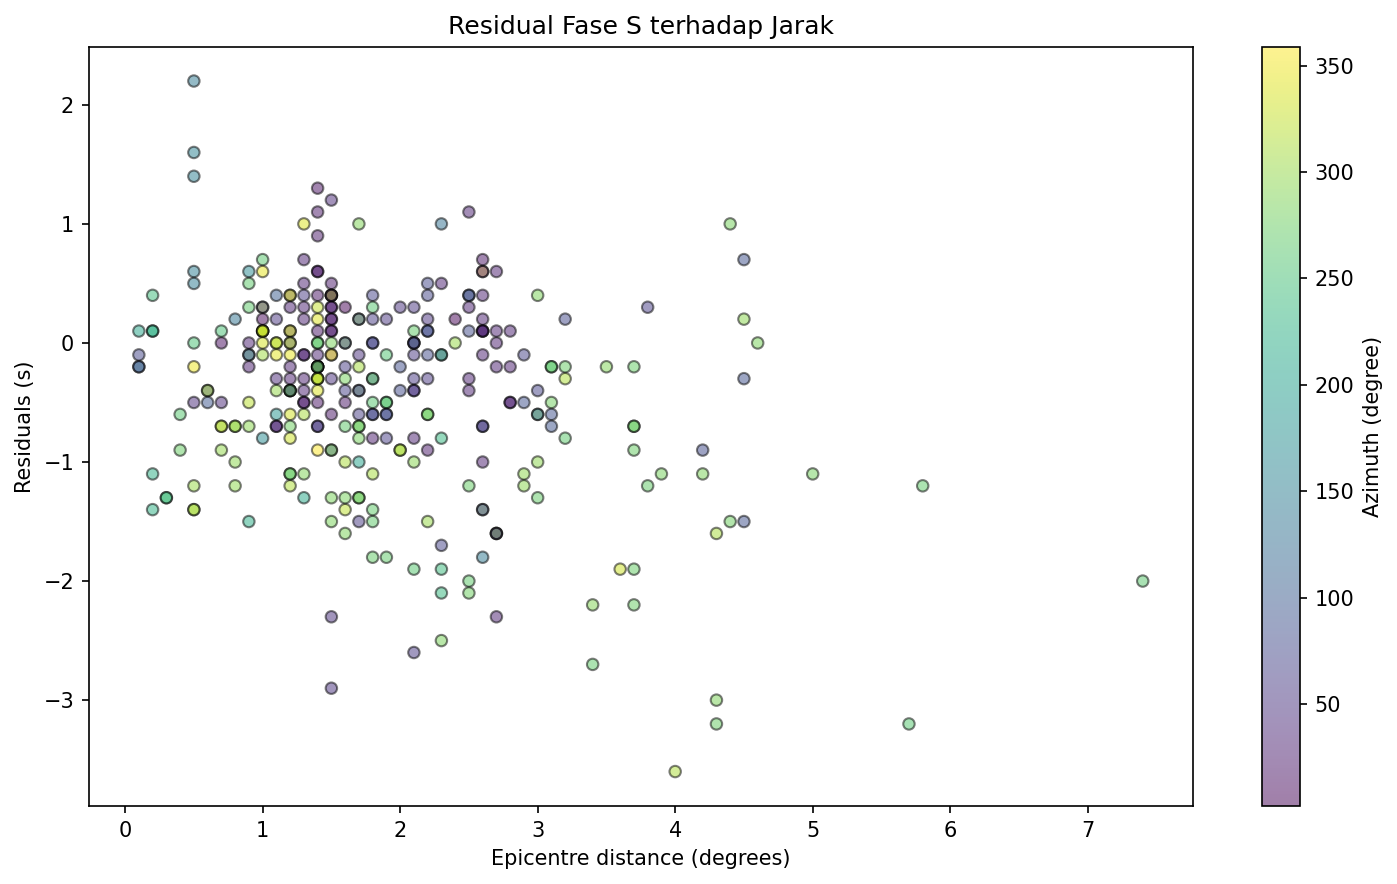 Residual Fase S terhadap Jarak
Residuals (s)
2
1
0
−1
−2
−3
0 1 2 3 4 5 6 7
Epicentre distance (degrees)
350
300
250
200
150
100
50
Azimuth (degree)